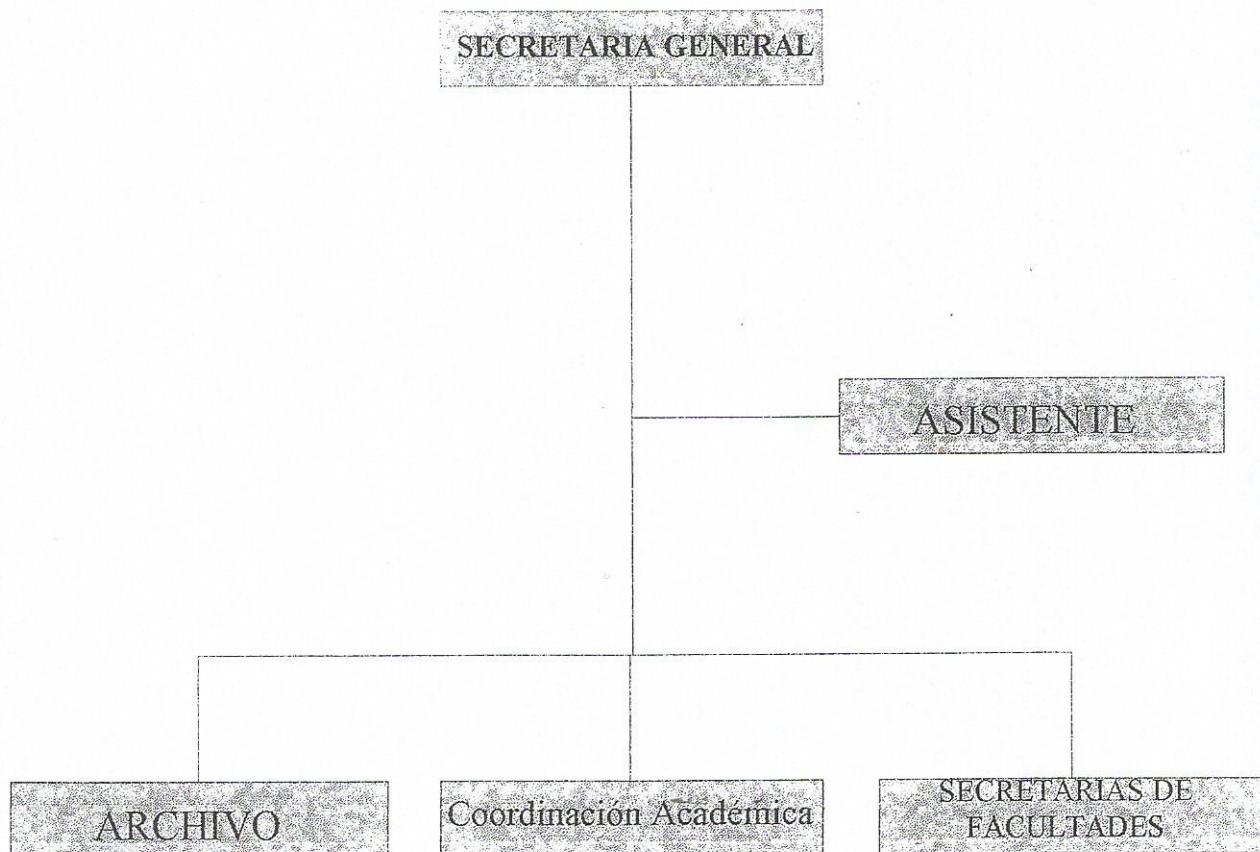 SECRETARIA GENERAL
ASISTENTE
ARCHIVO
Coordinación Académica
SECRETARIAS DE
FACULTADES